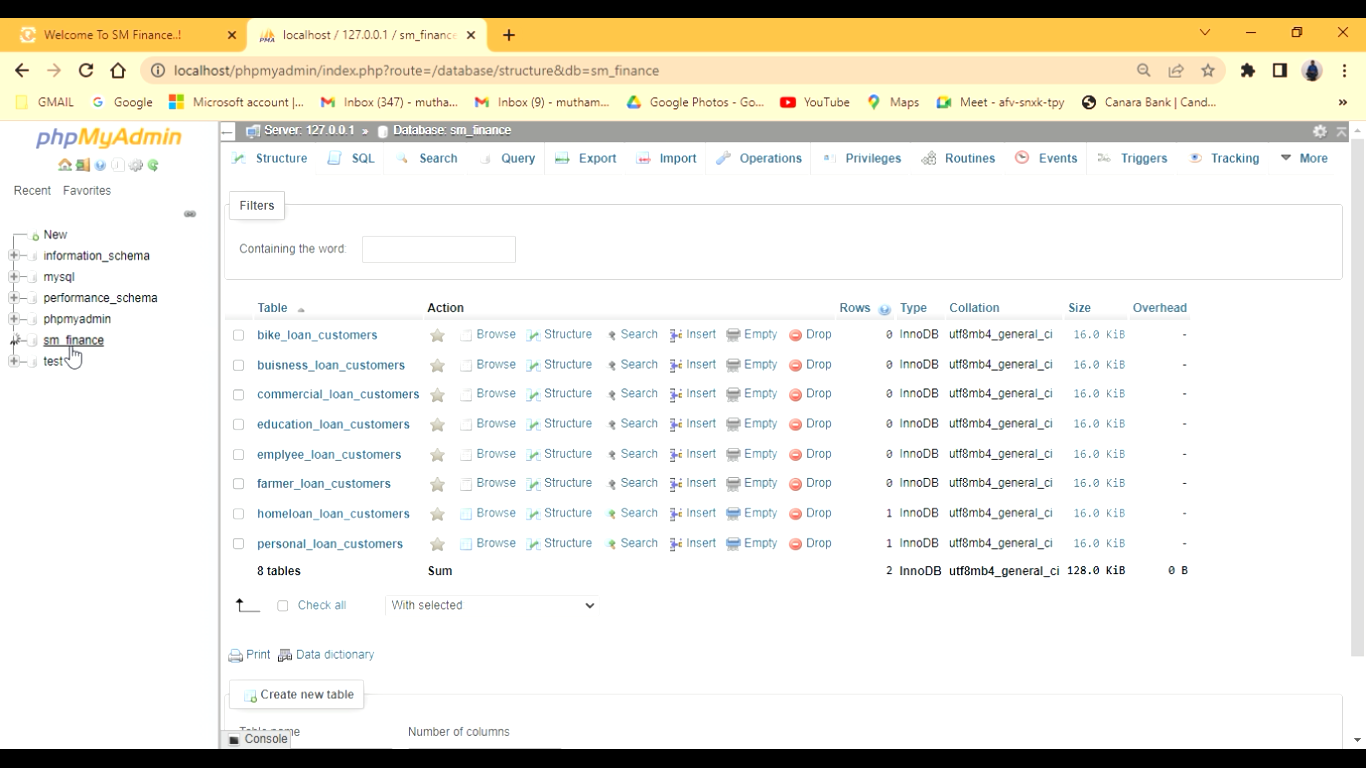 Welcome To SM Finance..!
localhost / 127.0.0.1 / sm_finance
localhost/phpmyadmin/index.php?route=/database/structure&db=sm_finance
GMAIL Google Microsoft account |... Inbox (347) - mutha... Inbox (9) - mutham... Google Photos - Go... YouTube Maps Meet - afv-snxk-tpy Canara Bank | Cand... »
phpMyAdmin
Recent Favorites
New
information_schema
mysql
performance_schema
phpmyadmin
sm_finance
test
Server: 127.0.0.1 » Database: sm_finance
Structure SQL Search Query Export Import Operations Privileges Routines Events Triggers Tracking More
Filters
Containing the word:
Table Action Rows Type Collation Size Overhead
bike_loan_customers Browse Structure Search Insert Empty Drop 0 InnoDB utf8mb4_general_ci 16.0 KiB -
buisness_loan_customers Browse Structure Search Insert Empty Drop 0 InnoDB utf8mb4_general_ci 16.0 KiB -
commercial_loan_customers Browse Structure Search Insert Empty Drop 0 InnoDB utf8mb4_general_ci 16.0 KiB -
education_loan_customers Browse Structure Search Insert Empty Drop 0 InnoDB utf8mb4_general_ci 16.0 KiB -
emplyee_loan_customers Browse Structure Search Insert Empty Drop 0 InnoDB utf8mb4_general_ci 16.0 KiB -
farmer_loan_customers Browse Structure Search Insert Empty Drop 0 InnoDB utf8mb4_general_ci 16.0 KiB -
homeloan_loan_customers Browse Structure Search Insert Empty Drop 1 InnoDB utf8mb4_general_ci 16.0 KiB -
personal_loan_customers Browse Structure Search Insert Empty Drop 1 InnoDB utf8mb4_general_ci 16.0 KiB -
8 tables Sum 2 InnoDB utf8mb4_general_ci 128.0 KiB 0 B
Check all With selected
Print Data dictionary
Create new table
Table name Number of columns
Console